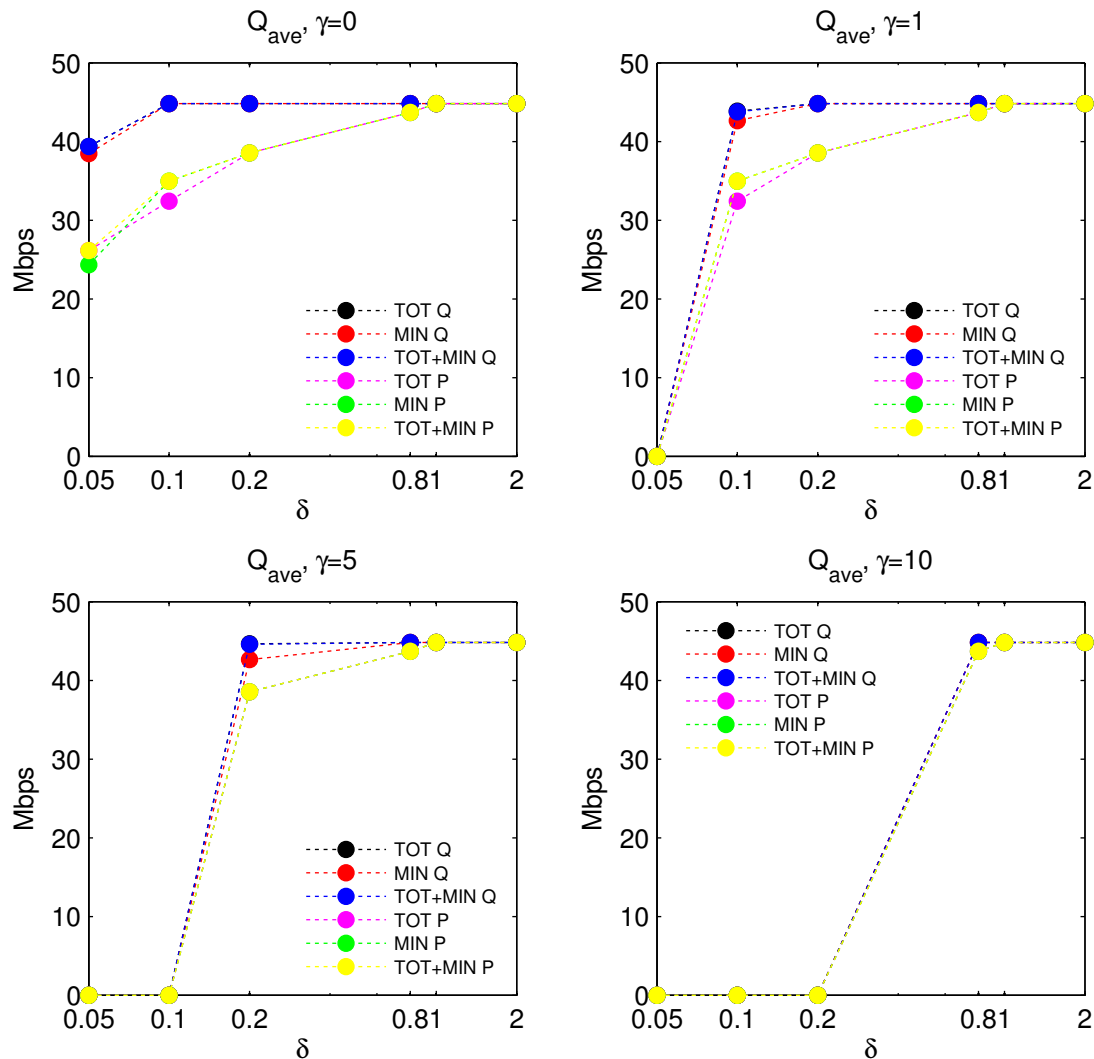 Q_ave, γ=0
50
40
30
20
10
0
Mbps
TOT Q
MIN Q
TOT+MIN Q
TOT P
MIN P
TOT+MIN P
0.05 0.1 0.2 0.81 2
δ
Q_ave, γ=1
50
40
30
20
10
0
Mbps
TOT Q
MIN Q
TOT+MIN Q
TOT P
MIN P
TOT+MIN P
0.05 0.1 0.2 0.81 2
δ
Q_ave, γ=5
50
40
30
20
10
0
Mbps
TOT Q
MIN Q
TOT+MIN Q
TOT P
MIN P
TOT+MIN P
0.05 0.1 0.2 0.81 2
δ
Q_ave, γ=10
50
40
30
20
10
0
Mbps
TOT Q
MIN Q
TOT+MIN Q
TOT P
MIN P
TOT+MIN P
0.05 0.1 0.2 0.81 2
δ